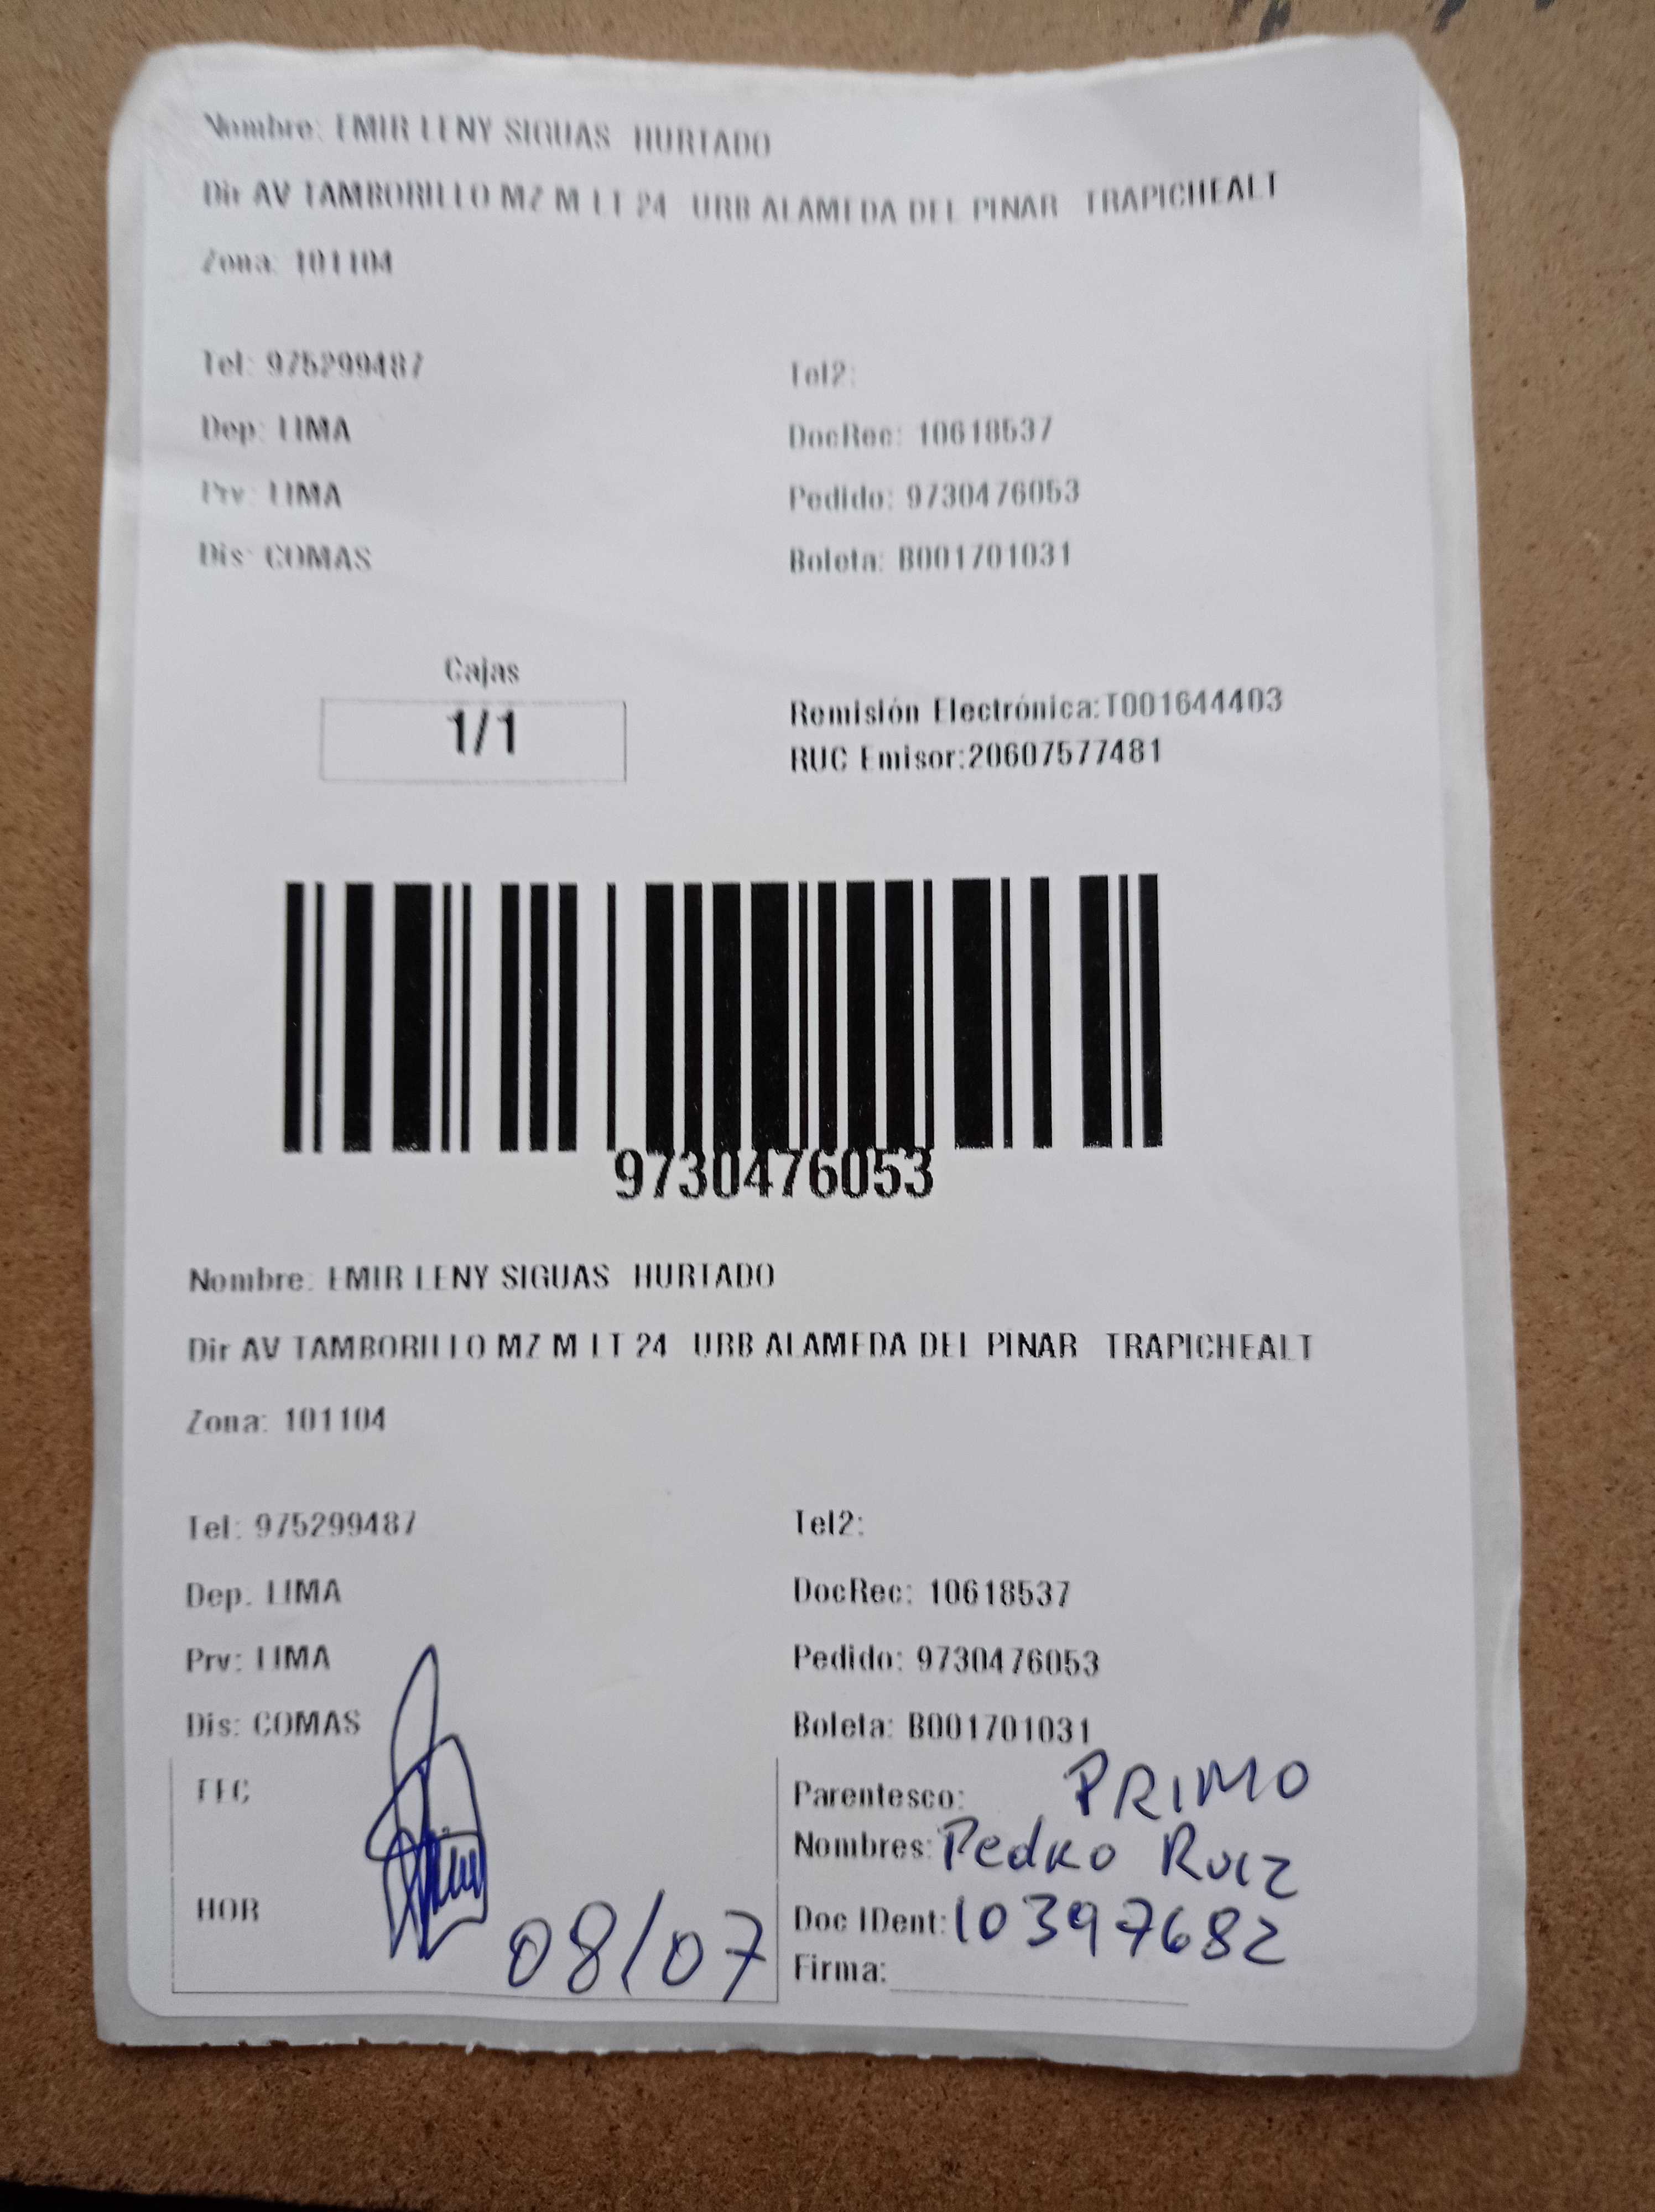 Nombre: EMIR LENY SIGUAS HURTADO
Dir AV TAMBORILLO MZ M LT 24 URB ALAMEDA DEL PINAR TRAPICHEALT
Zona: 101104
Tel: 975299487 Tel2:
Dep: LIMA DocRec: 10618537
Prv: LIMA Pedido: 9730476053
Dis: COMAS Boleta: B001701031
Cajas
1/1
Remisión Electrónica:T001644403
RUC Emisor:20607577481
9730476053
Nombre: EMIR LENY SIGUAS HURTADO
Dir AV TAMBORILLO MZ M LT 24 URB ALAMEDA DEL PINAR TRAPICHEALT
Zona: 101104
Tel: 975299487 Tel2:
Dep. LIMA DocRec: 10618537
Prv: LIMA Pedido: 9730476053
Dis: COMAS Boleta: B001701031
FEC Parentesco: PRIMO
Nombres: Pedro Ruiz
HOR 08/07 Doc IDent: 10397682
Firma: